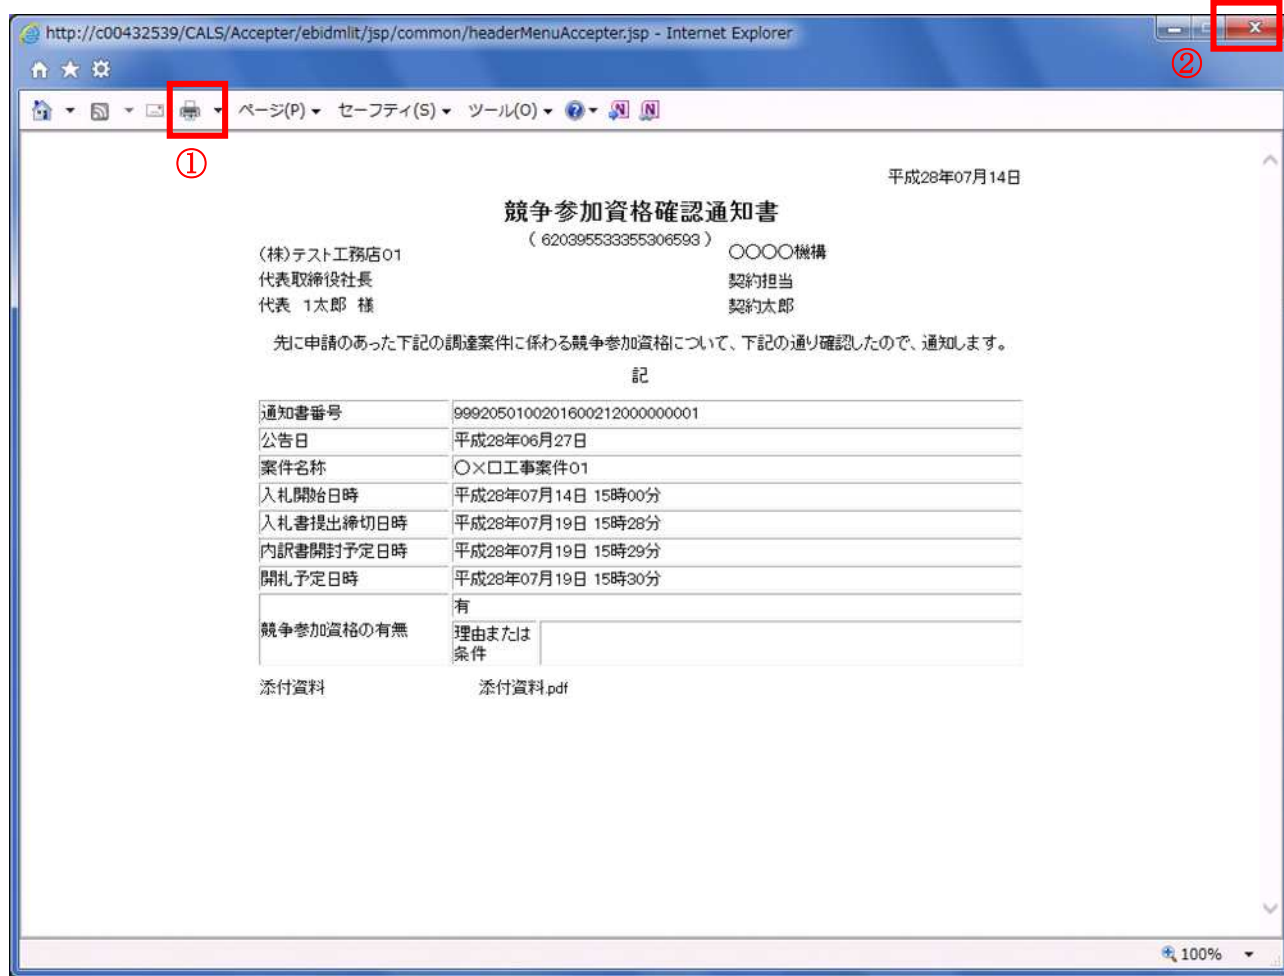 http://c00432539/CALS/Accepter/ebidmlit/jsp/common/headerMenuAccepter.jsp - Internet Explorer
②
ページ(P) セーフティ(S) ツール(O)
①
平成28年07月14日
競争参加資格確認通知書
(620395533355306593)
(株)テスト工務店01 〇〇〇〇機構
代表取締役社長 契約担当
代表 1太郎 様 契約太郎
先に申請のあった下記の調達案件に係わる競争参加資格について、下記の通り確認したので、通知します。
記
通知書番号 9992050100201600212000000001
公告日 平成28年06月27日
案件名称 〇×口工事案件01
入札開始日時 平成28年07月14日 15時00分
入札書提出締切日時 平成28年07月19日 15時28分
内訳書開封予定日時 平成28年07月19日 15時29分
開札予定日時 平成28年07月19日 15時30分
競争参加資格の有無 有
理由または
条件
添付資料 添付資料.pdf
100%